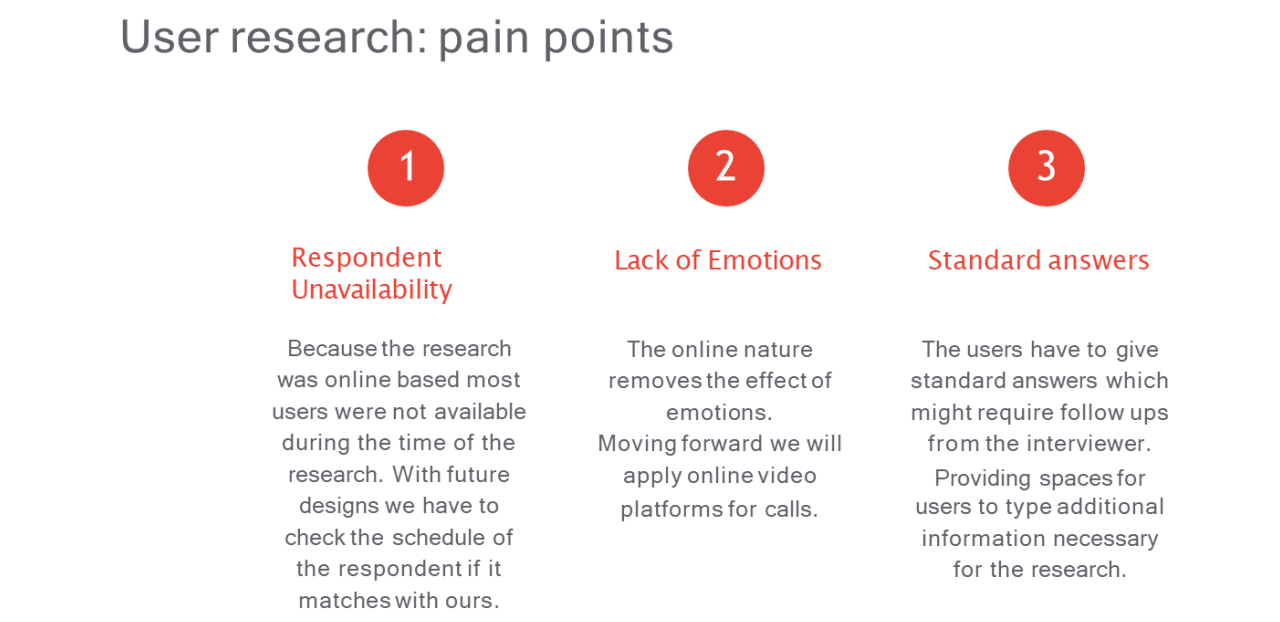 User research: pain points
1
Respondent
Unavailability
Because the research
was online based most
users were not available
during the time of the
research. With future
designs we have to
check the schedule of
the respondent if it
matches with ours.
2
Lack of Emotions
The online nature
removes the effect of
emotions.
Moving forward we will
apply online video
platforms for calls.
3
Standard answers
The users have to give
standard answers which
might require follow ups
from the interviewer.
Providing spaces for
users to type additional
information necessary
for the research.